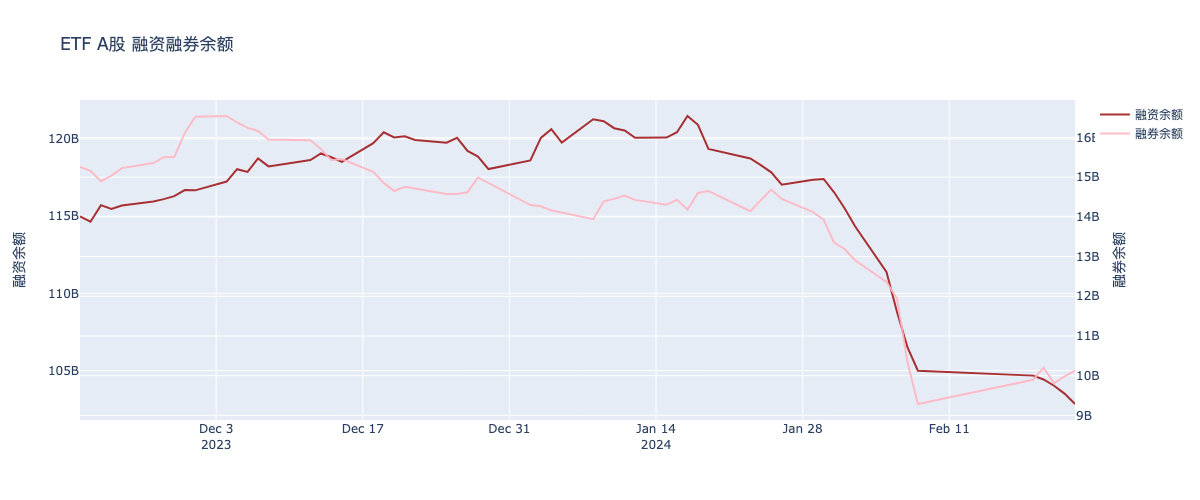 ETF A股 融资融券余额
融资余额
融券余额
120B
115B
110B
105B
16B
15B
14B
13B
12B
11B
10B
9B
融资余额
融券余额
Dec 3
2023
Dec 17
Dec 31
Jan 14
2024
Jan 28
Feb 11